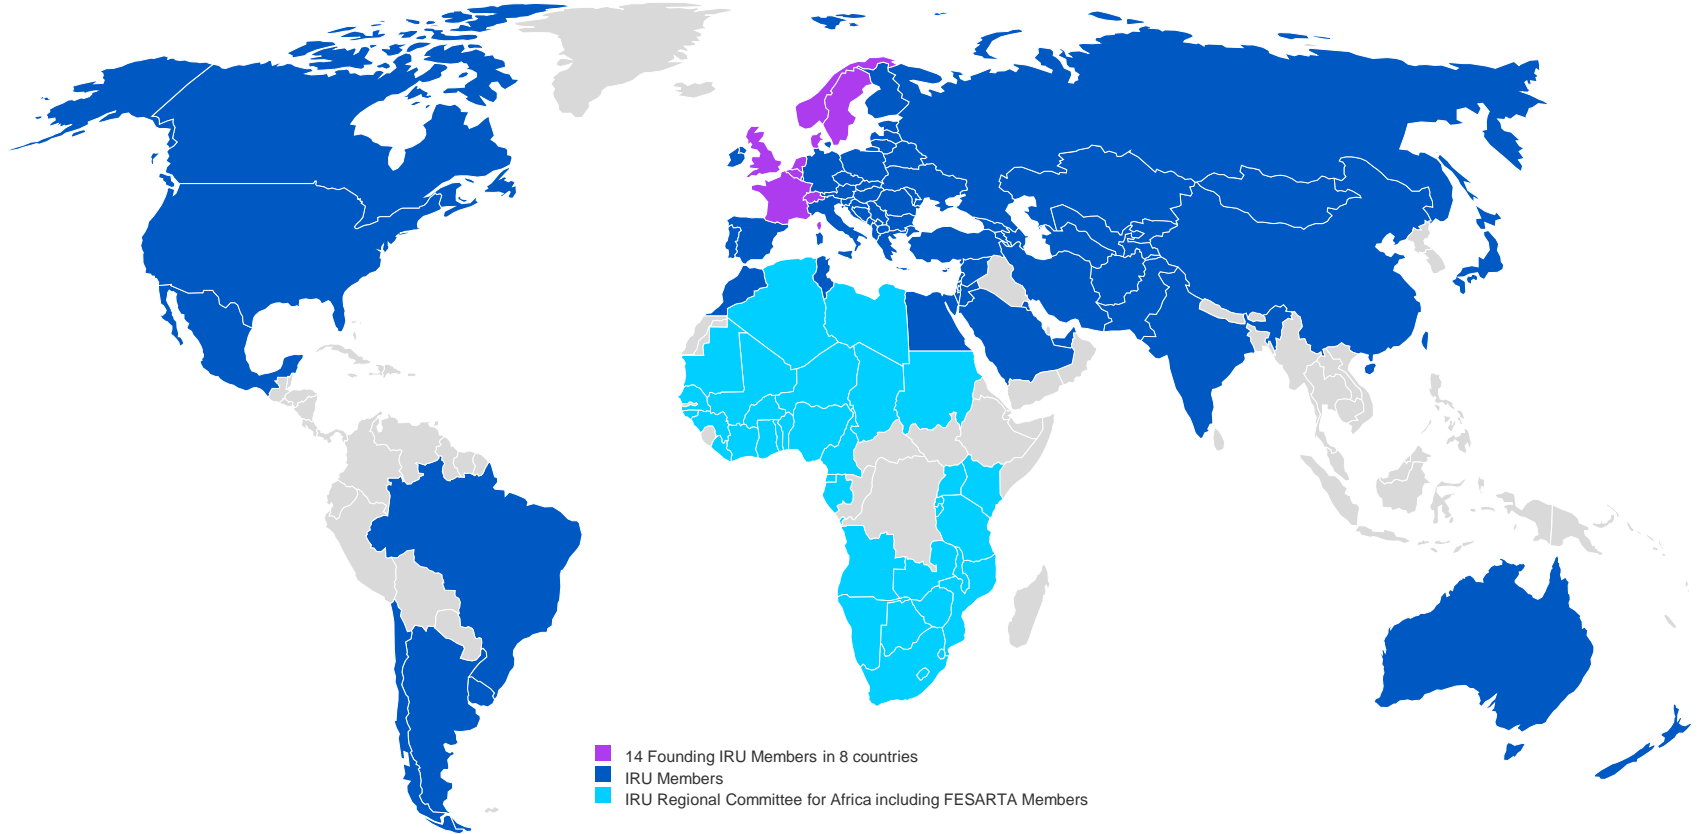 14 Founding IRU Members in 8 countries
IRU Members
IRU Regional Committee for Africa including FESARTA Members